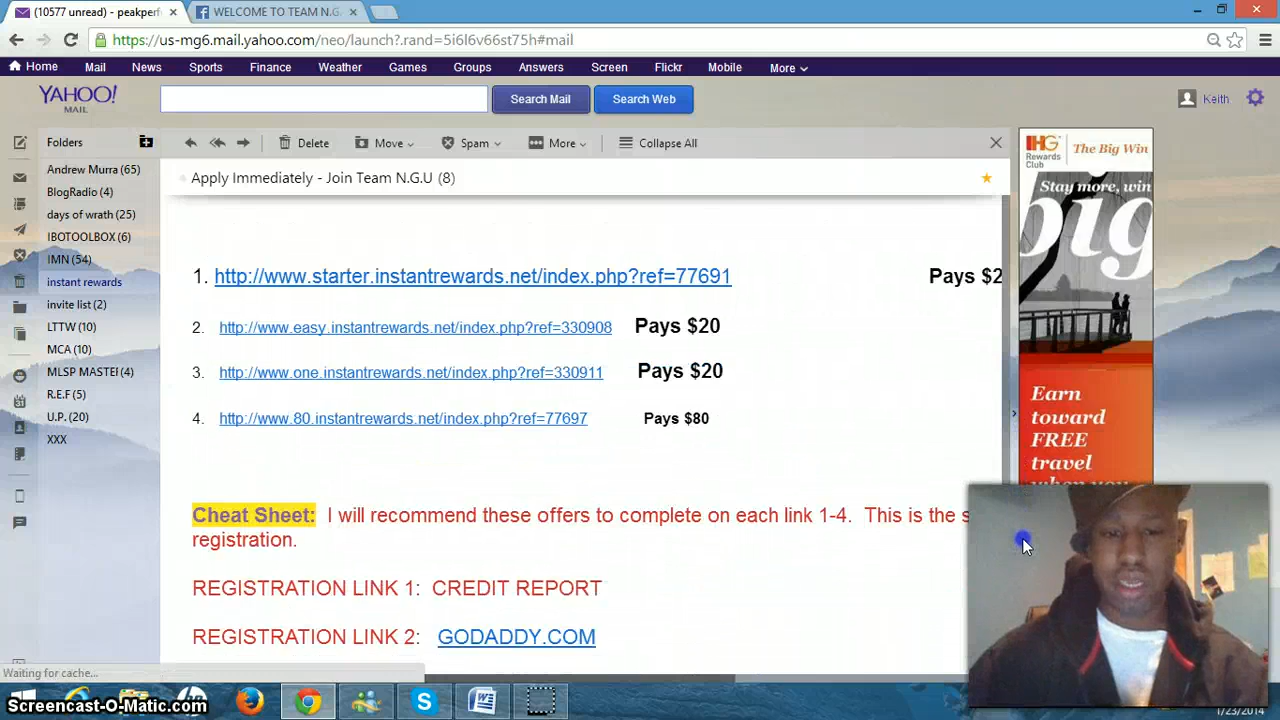 (10577 unread) - peakperf
WELCOME TO TEAM N.G.
https://us-mg6.mail.yahoo.com/neo/launch?.rand=5i6l6v66st75h#mail
Home Mail News Sports Finance Weather Games Groups Answers Screen Flickr Mobile More
YAHOO!
MAIL
Search Mail
Search Web
Keith
Folders
Delete Move Spam More Collapse All
Andrew Murra (65)
BlogRadio (4)
days of wrath (25)
IBOTOOLBOX (6)
IMN (54)
instant rewards
invite list (2)
LTTW (10)
MCA (10)
MLSP MASTER (4)
R.E.F (5)
U.P. (20)
XXX
Apply Immediately - Join Team N.G.U (8)
1. http://www.starter.instantrewards.net/index.php?ref=77691 Pays $2
2. http://www.easy.instantrewards.net/index.php?ref=330908 Pays $20
3. http://www.one.instantrewards.net/index.php?ref=330911 Pays $20
4. http://www.80.instantrewards.net/index.php?ref=77697 Pays $80
Cheat Sheet: I will recommend these offers to complete on each link 1-4. This is the s
registration.
REGISTRATION LINK 1: CREDIT REPORT
REGISTRATION LINK 2: GODADDY.COM
IHG
Rewards
Club
The Big Win
Stay more, win
big
Earn
toward
FREE
travel
when you
Waiting for cache...
Screencast-O-Matic.com
1/23/2014